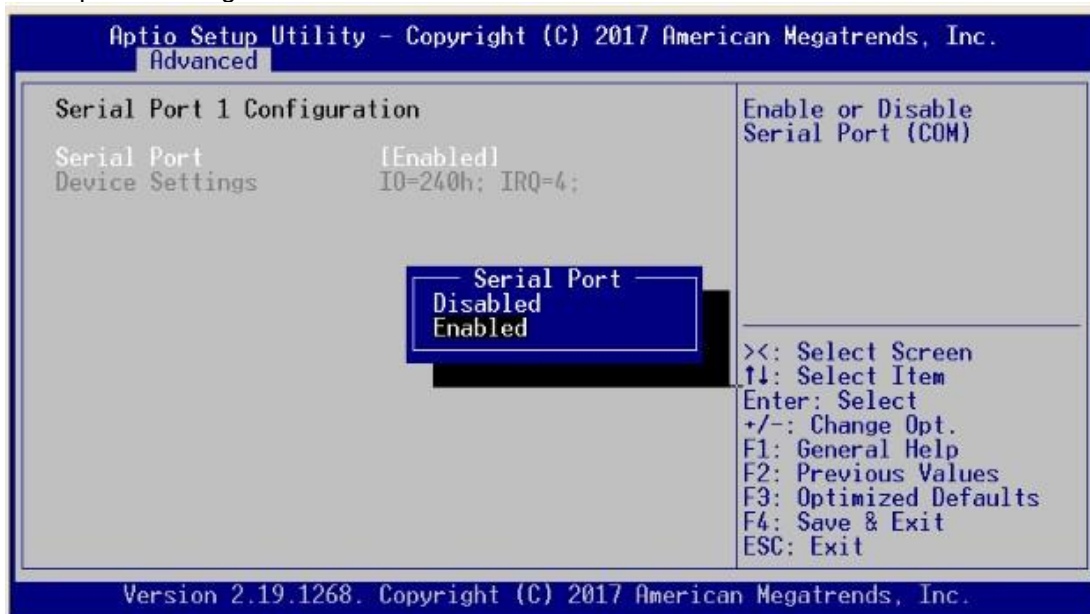 Aptio Setup Utility - Copyright (C) 2017 American Megatrends, Inc.
Advanced
Serial Port 1 Configuration
Serial Port [Enabled]
Device Settings IO=240h; IRQ=4;
Serial Port
Disabled
Enabled
Enable or Disable
Serial Port (COM)
><: Select Screen
↑↓: Select Item
Enter: Select
+/-: Change Opt.
F1: General Help
F2: Previous Values
F3: Optimized Defaults
F4: Save & Exit
ESC: Exit
Version 2.19.1268. Copyright (C) 2017 American Megatrends, Inc.